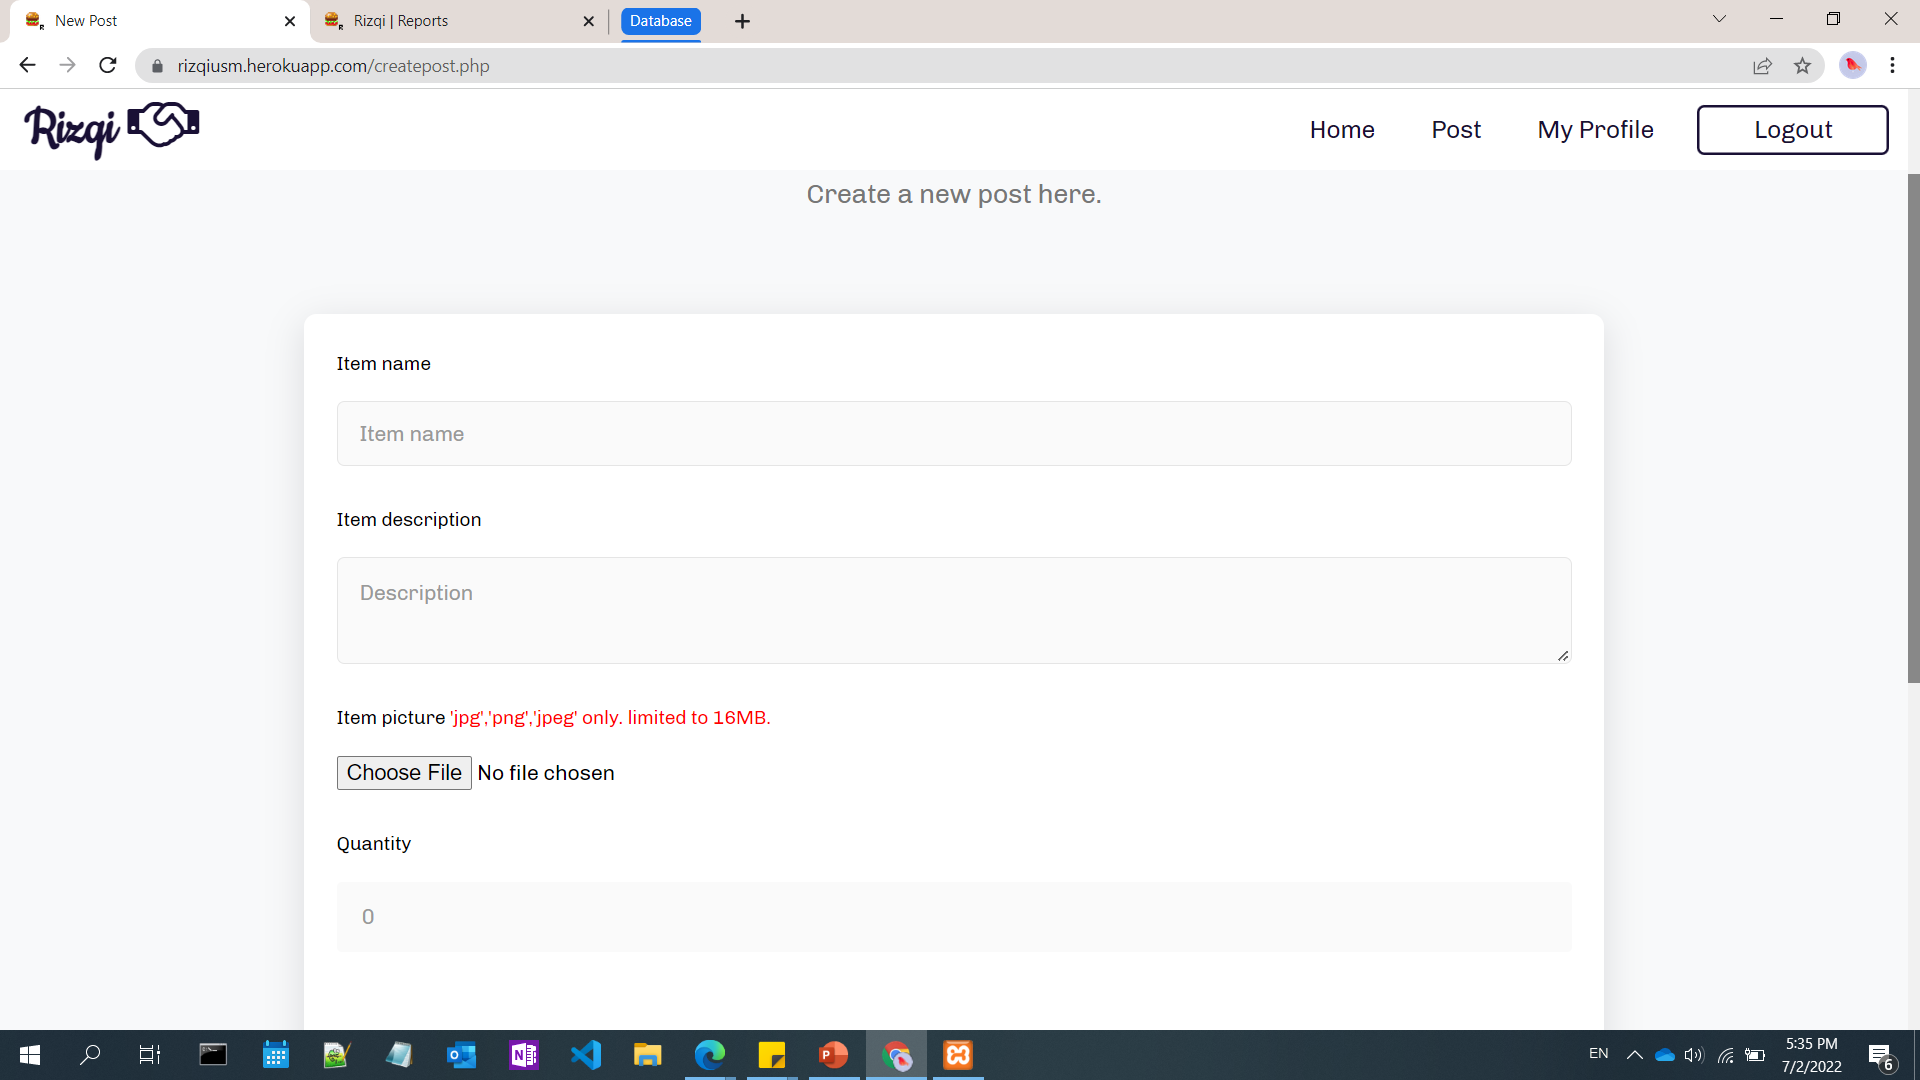 New Post
Rizqi | Reports
Database
rizqiusm.herokuapp.com/createpost.php
Rizqi
Home
Post
My Profile
Logout
Create a new post here.
Item name
Item name
Item description
Description
Item picture 'jpg','png','jpeg' only. limited to 16MB.
Choose File No file chosen
Quantity
0
EN
5:35 PM
7/2/2022
6